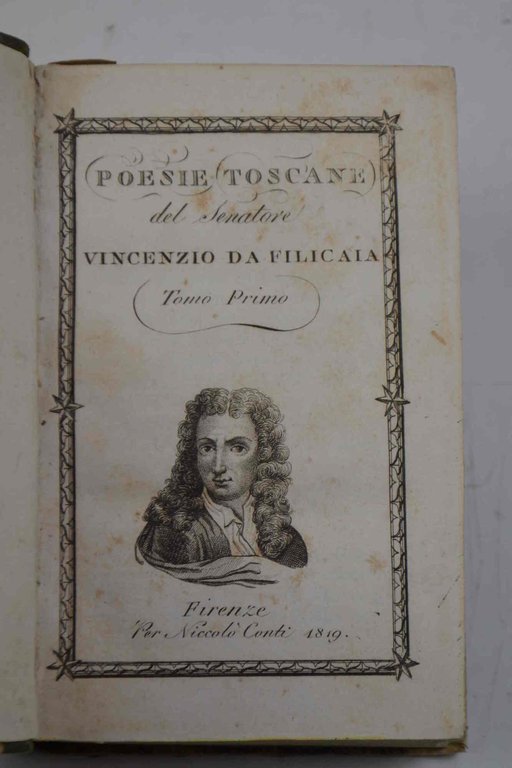 POESIE TOSCANE
del Senatore
VINCENZIO DA FILICAIA
Tomo Primo
Firenze
Per Niccolò Conti 1819.